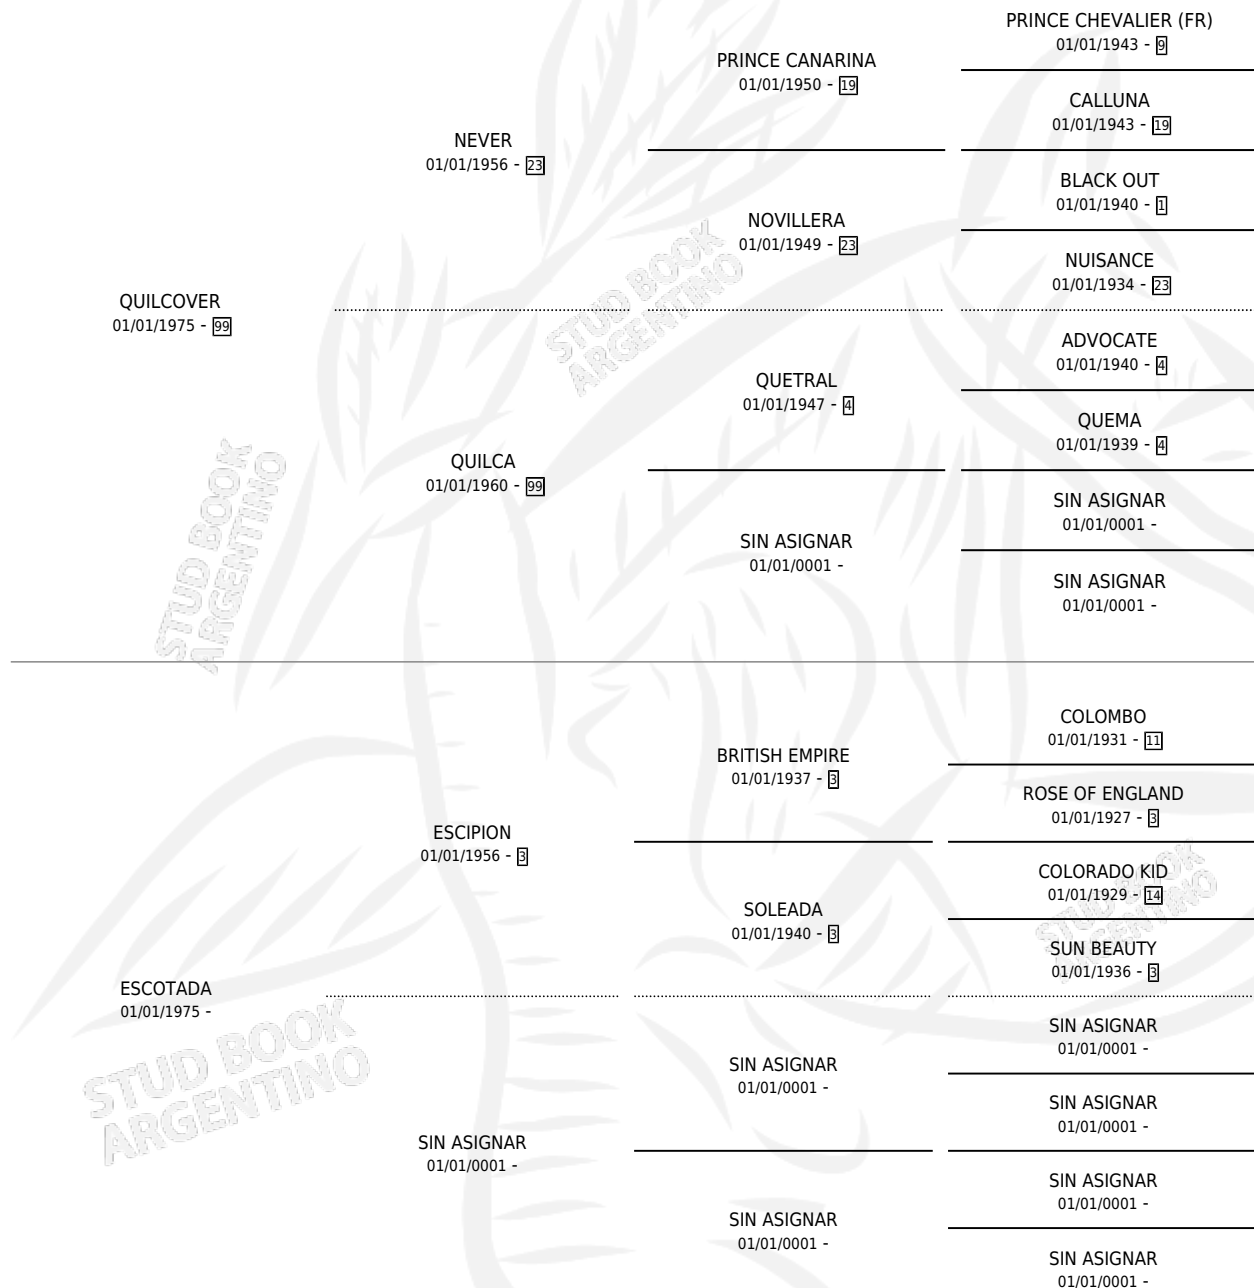 PRINCE CHEVALIER (FR)
01/01/1943 - 9
PRINCE CANARINA
01/01/1950 - 19
CALLUNA
01/01/1943 - 19
NEVER
01/01/1956 - 23
BLACK OUT
01/01/1940 - 1
NOVILLERA
01/01/1949 - 23
NUISANCE
01/01/1934 - 23
QUILCOVER
01/01/1975 - 99
STUD BOOK
ARGENTINO
ADVOCATE
01/01/1940 - 4
QUETRAL
01/01/1947 - 4
QUEMA
01/01/1939 - 4
QUILCA
01/01/1960 - 99
SIN ASIGNAR
01/01/0001 -
SIN ASIGNAR
01/01/0001 -
SIN ASIGNAR
01/01/0001 -
STUD BOOK
ARGENTINO
COLOMBO
01/01/1931 - 11
BRITISH EMPIRE
01/01/1937 - 3
ROSE OF ENGLAND
01/01/1927 - 3
ESCIPION
01/01/1956 - 3
COLORADO KID
01/01/1929 - 14
SOLEADA
01/01/1940 - 3
STUD BOOK
ARGENTINO
SUN BEAUTY
01/01/1936 - 3
ESCOTADA
01/01/1975 -
SIN ASIGNAR
01/01/0001 -
SIN ASIGNAR
01/01/0001 -
STUD BOOK
ARGENTINO
SIN ASIGNAR
01/01/0001 -
SIN ASIGNAR
01/01/0001 -
SIN ASIGNAR
01/01/0001 -
SIN ASIGNAR
01/01/0001 -
SIN ASIGNAR
01/01/0001 -